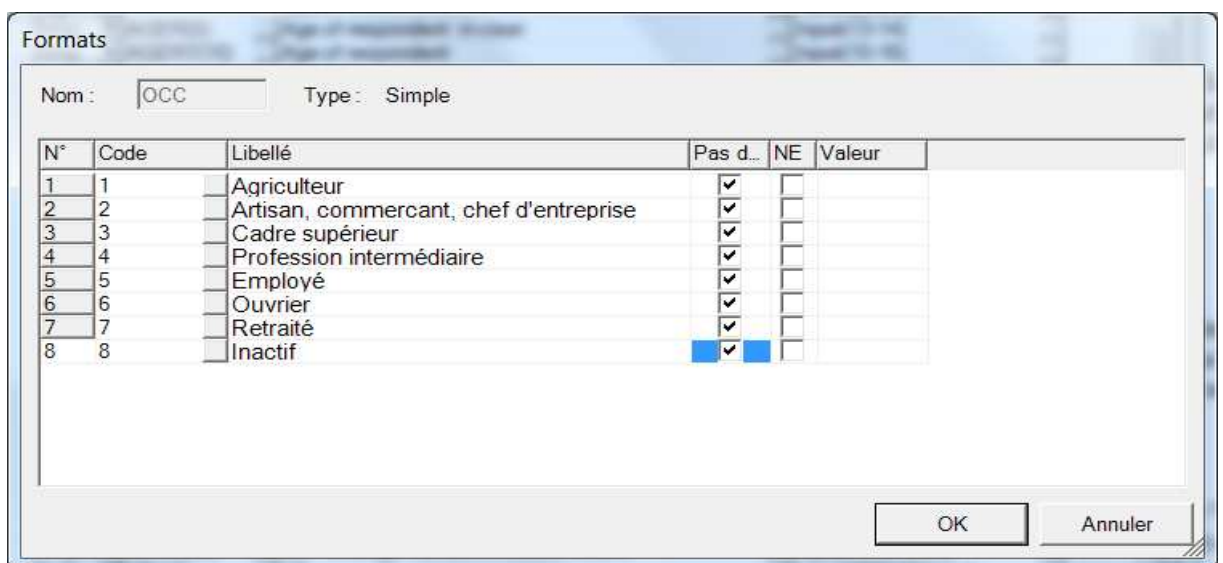 Formats
Nom : OCC Type : Simple
N° Code Libellé Pas d... NE Valeur
1 1 Agriculteur
2 2 Artisan, commercant, chef d'entreprise
3 3 Cadre supérieur
4 4 Profession intermédiaire
5 5 Employé
6 6 Ouvrier
7 7 Retraité
8 8 Inactif
OK Annuler